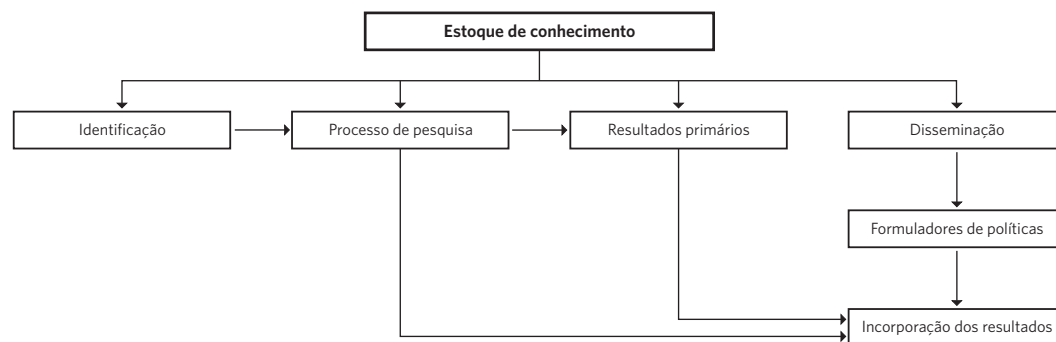 Estoque de conhecimento
Identificação
Processo de pesquisa
Resultados primários
Disseminação
Formuladores de políticas
Incorporação dos resultados